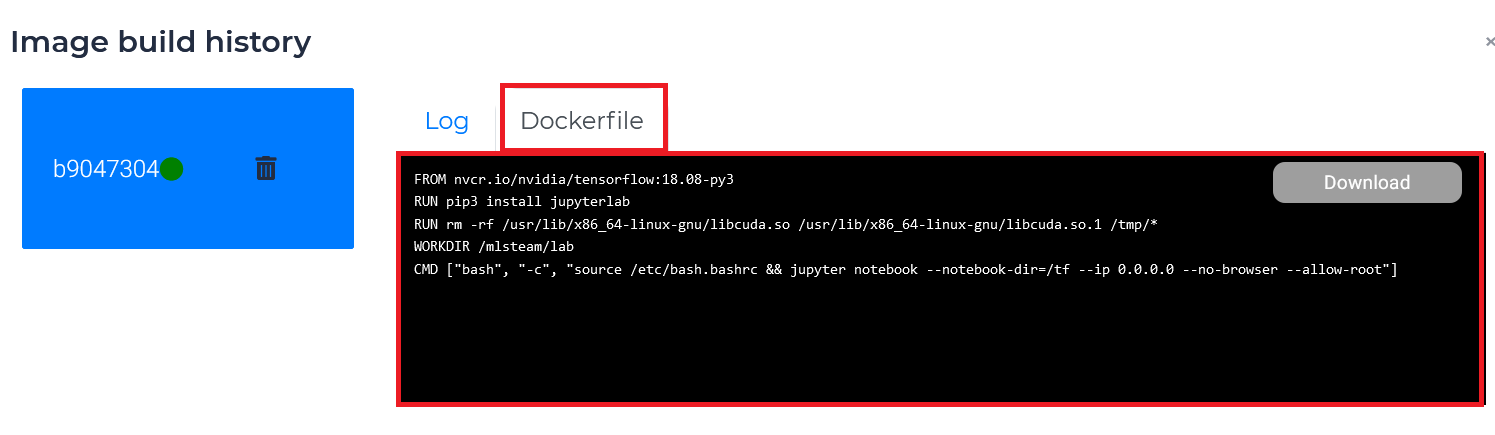 Image build history
×
b9047304
Log
Dockerfile
Download
FROM nvcr.io/nvidia/tensorflow:18.08-py3
RUN pip3 install jupyterlab
RUN rm -rf /usr/lib/x86_64-linux-gnu/libcuda.so /usr/lib/x86_64-linux-gnu/libcuda.so.1 /tmp/*
WORKDIR /mlsteam/lab
CMD ["bash", "-c", "source /etc/bash.bashrc && jupyter notebook --notebook-dir=/tf --ip 0.0.0.0 --no-browser --allow-root"]